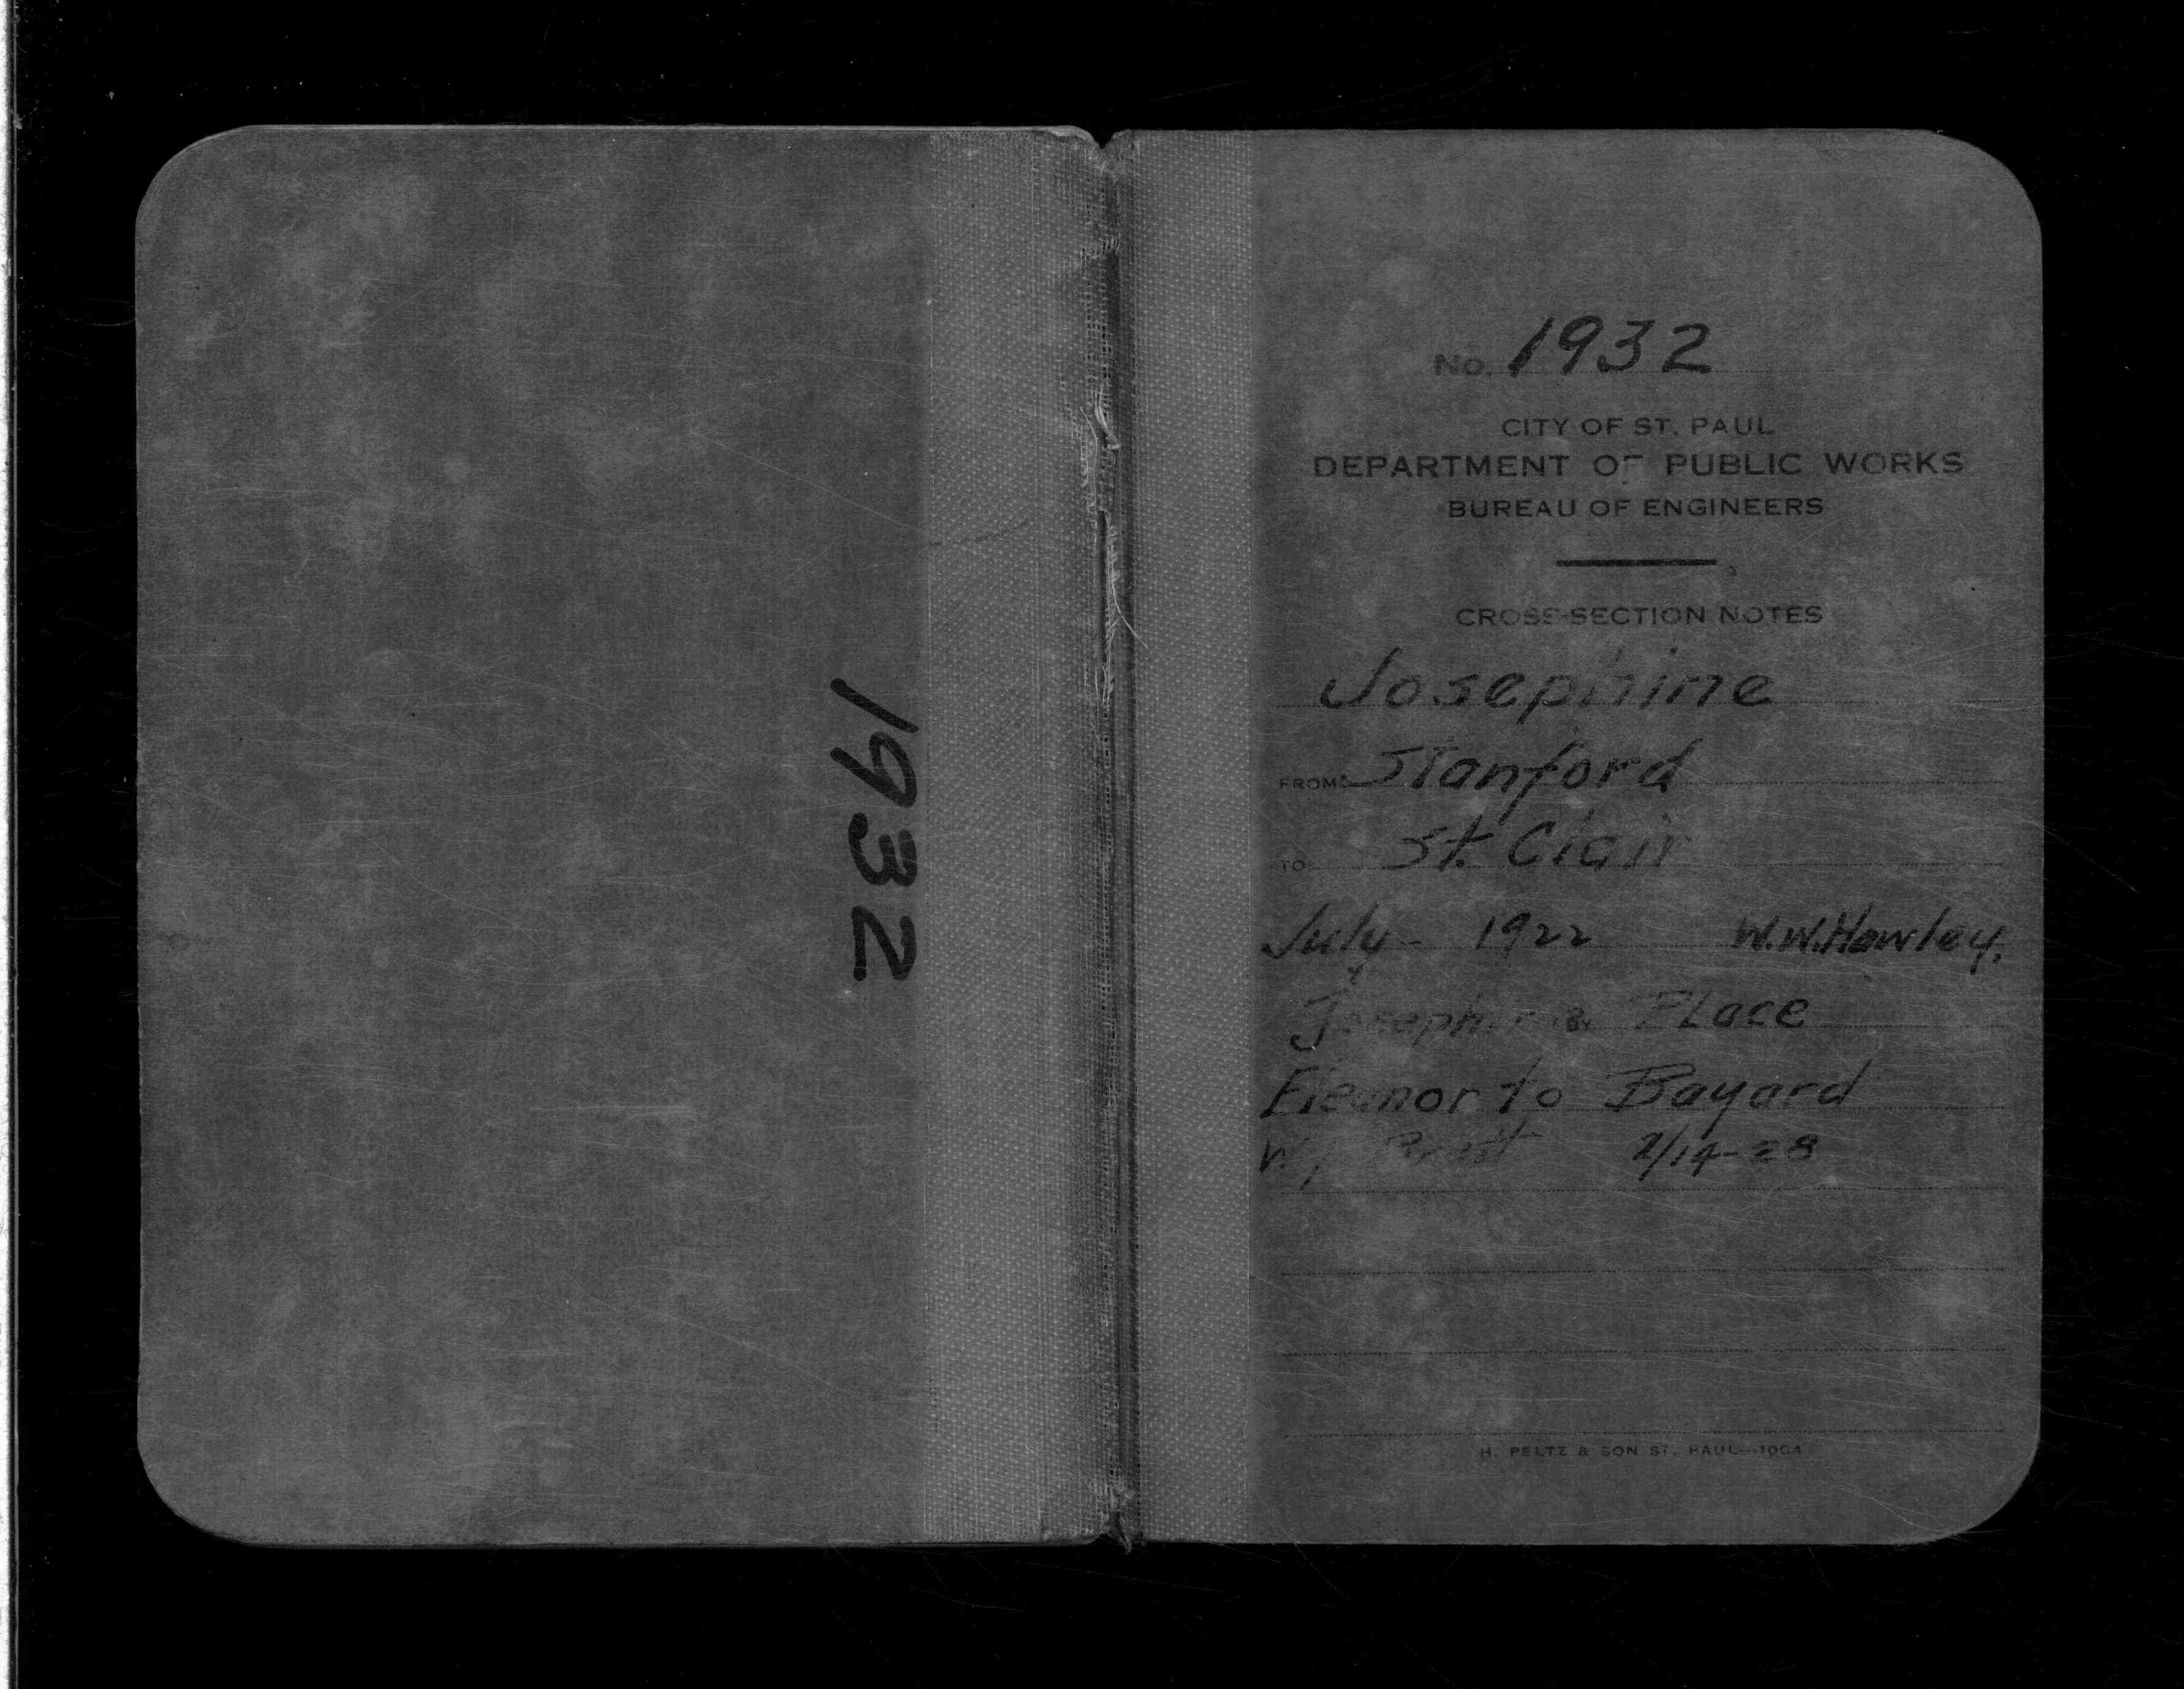 1932
No. 1932
CITY OF ST. PAUL
DEPARTMENT OF PUBLIC WORKS
BUREAU OF ENGINEERS
CROSS-SECTION NOTES
Josephine
FROM Stanford
TO St. Clair
July - 1922 W.W. Hawley.
Josephine Place
Eleanor to Bayard
/14-28
H. PELTZ & SON ST. PAUL